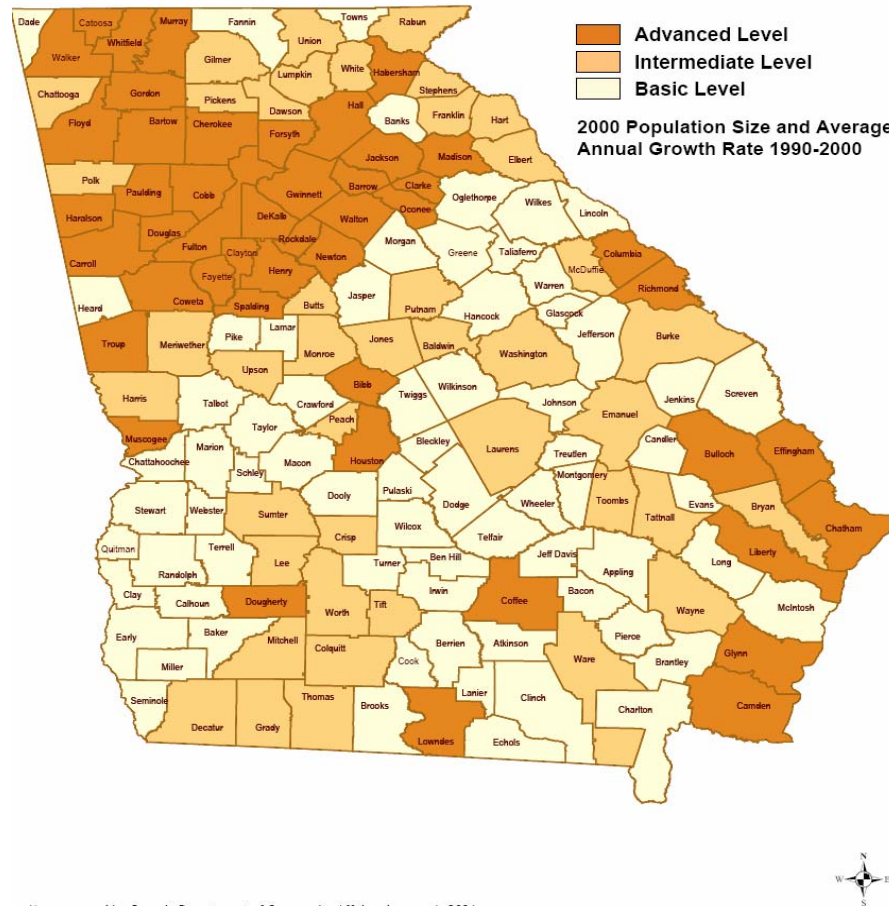 Advanced Level
Intermediate Level
Basic Level
2000 Population Size and Average
Annual Growth Rate 1990-2000
Dade
Catoosa
Murray
Fannin
Towns
Rabun
Walker
Whitfield
Union
Gilmer
Lumpkin
White
Habersham
Stephens
Chattooga
Gordon
Pickens
Dawson
Hall
Banks
Franklin
Hart
Floyd
Bartow
Cherokee
Forsyth
Jackson
Madison
Elbert
Polk
Paulding
Cobb
Gwinnett
Barrow
Clarke
Oconee
Oglethorpe
Wilkes
Lincoln
Haralson
Douglas
Fulton
DeKalb
Rockdale
Walton
Morgan
Greene
Taliaferro
Columbia
Carroll
Clayton
Fayette
Henry
Newton
McDuffie
Warren
Richmond
Heard
Coweta
Spalding
Butts
Jasper
Putnam
Hancock
Glascock
Jefferson
Burke
Troup
Meriwether
Pike
Lamar
Monroe
Jones
Baldwin
Washington
Upson
Bibb
Wilkinson
Jenkins
Screven
Harris
Talbot
Crawford
Twiggs
Johnson
Emanuel
Peach
Muscogee
Taylor
Bleckley
Laurens
Treutlen
Candler
Bulloch
Effingham
Marion
Chattahoochee
Schley
Macon
Houston
Montgomery
Stewart
Webster
Dooly
Pulaski
Dodge
Wheeler
Toombs
Evans
Bryan
Sumter
Wilcox
Telfair
Tattnall
Chatham
Quitman
Terrell
Crisp
Ben Hill
Jeff Davis
Liberty
Randolph
Lee
Turner
Appling
Long
Clay
Calhoun
Dougherty
Worth
Tift
Irwin
Coffee
Bacon
Wayne
McIntosh
Early
Baker
Mitchell
Colquitt
Berrien
Atkinson
Pierce
Miller
Cook
Ware
Brantley
Glynn
Seminole
Thomas
Brooks
Lanier
Clinch
Charlton
Camden
Decatur
Grady
Lowndes
Echols
N
W
E
S